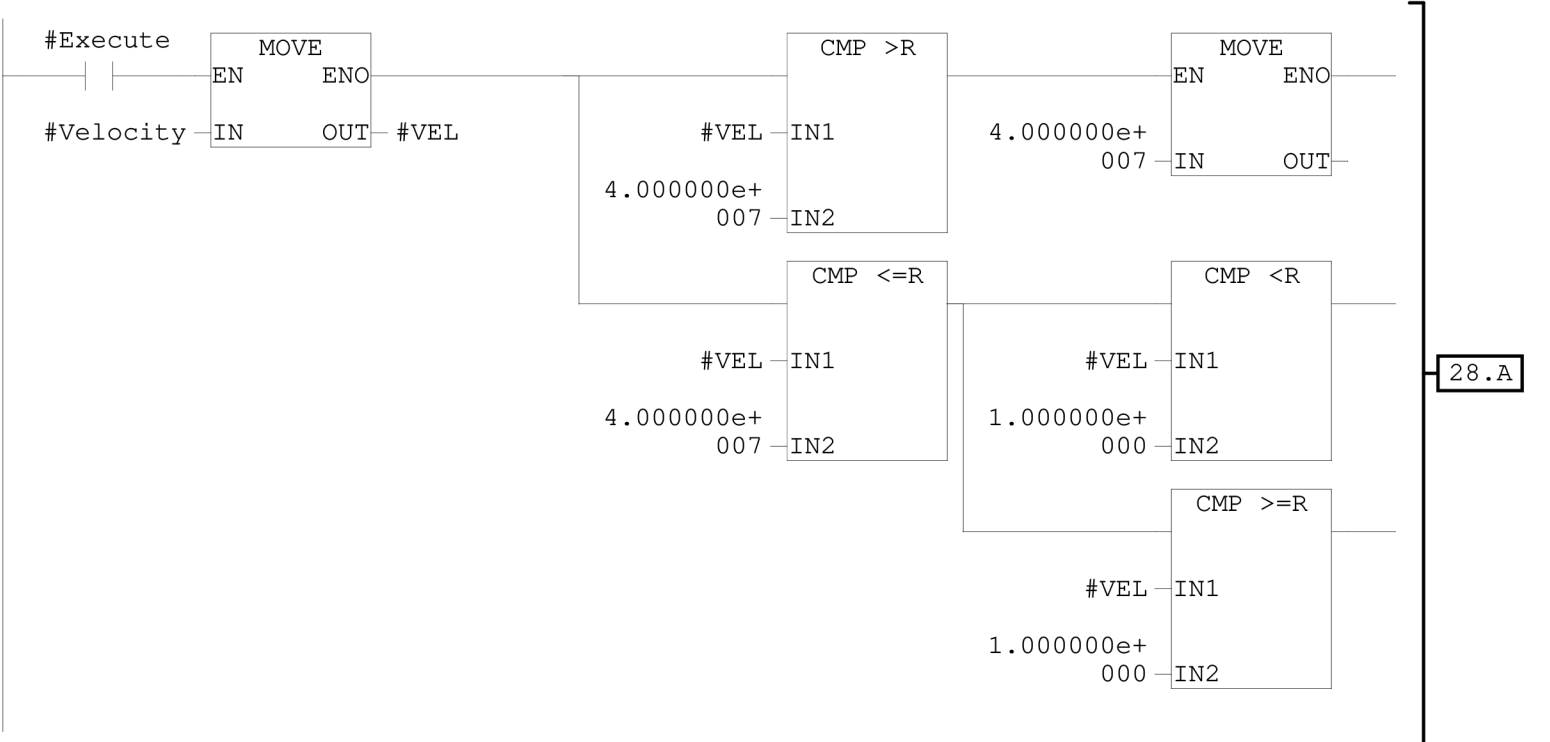 #Execute
MOVE
CMP >R
MOVE
EN ENO
EN ENO
#Velocity IN OUT #VEL
#VEL IN1
4.000000e+
007 IN OUT
4.000000e+
007 IN2
CMP <=R
CMP <R
#VEL IN1
#VEL IN1
28.A
4.000000e+
007 IN2
1.000000e+
000 IN2
CMP >=R
#VEL IN1
1.000000e+
000 IN2